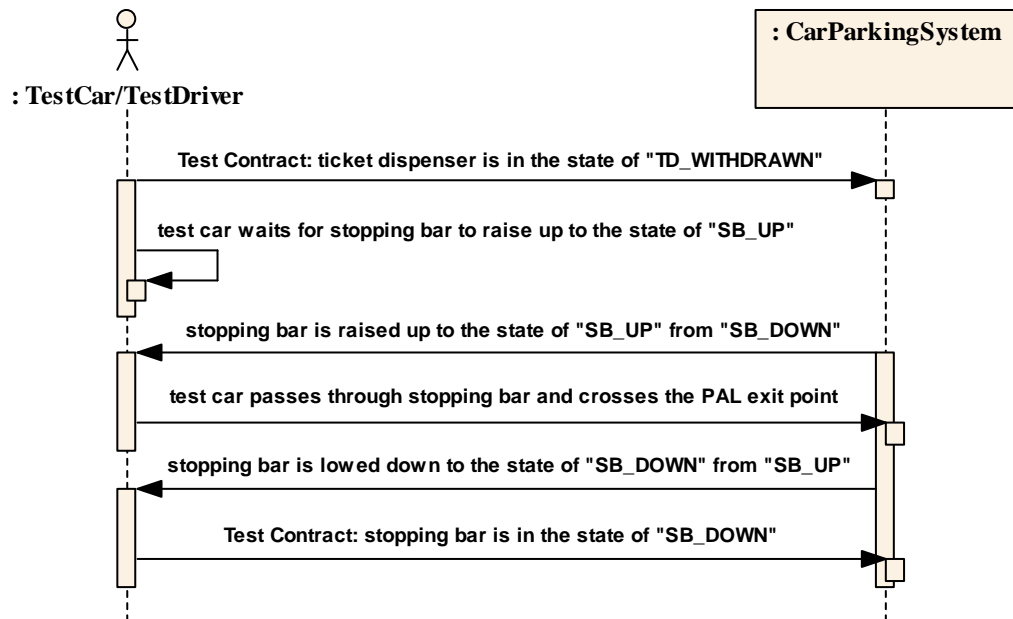 : CarParkingSystem
: TestCar/TestDriver
Test Contract: ticket dispenser is in the state of "TD_WITHDRAWN"
test car waits for stopping bar to raise up to the state of "SB_UP"
stopping bar is raised up to the state of "SB_UP" from "SB_DOWN"
test car passes through stopping bar and crosses the PAL exit point
stopping bar is lowed down to the state of "SB_DOWN" from "SB_UP"
Test Contract: stopping bar is in the state of "SB_DOWN"